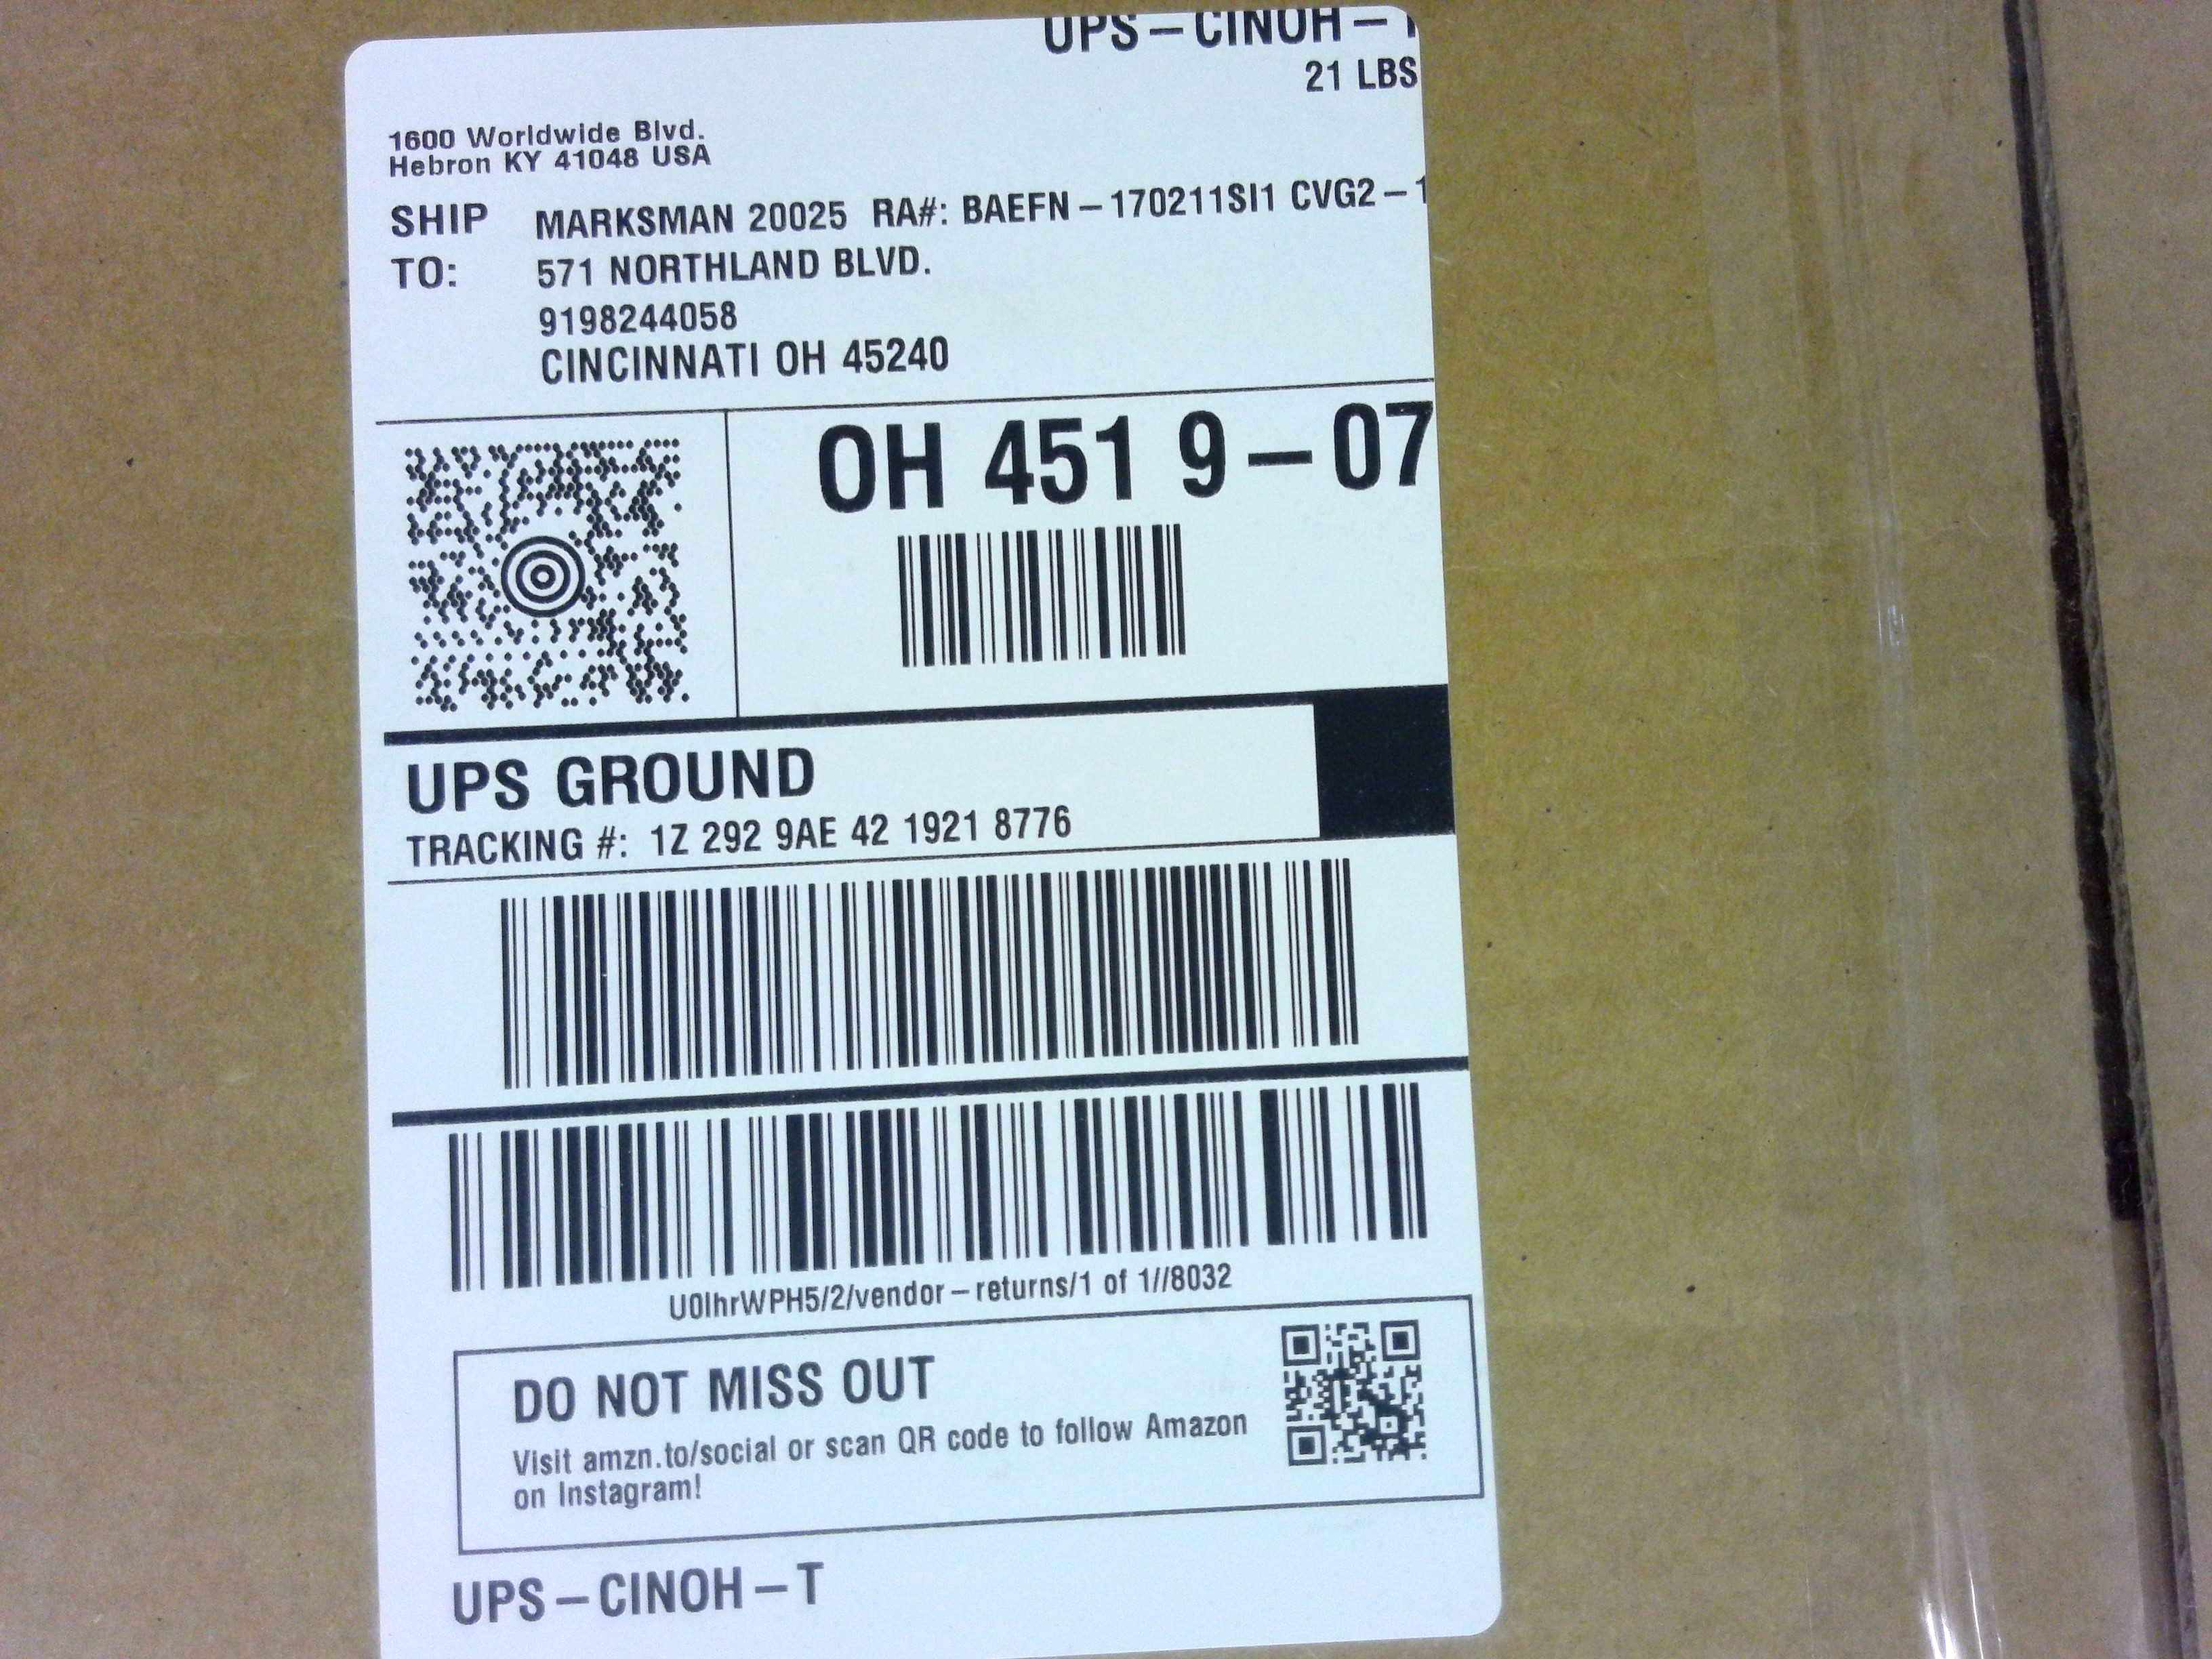 UPS – CINOH – T
21 LBS
1600 Worldwide Blvd.
Hebron KY 41048 USA
SHIP TO: MARKSMAN 20025 RA#: BAEFN – 170211SI1 CVG2 – 1
571 NORTHLAND BLVD.
9198244058
CINCINNATI OH 45240
OH 451 9 – 07
UPS GROUND
TRACKING #: 1Z 292 9AE 42 1921 8776
U0IhrWPH5/2/vendor – returns/1 of 1//8032
DO NOT MISS OUT
Visit amzn.to/social or scan QR code to follow Amazon
on Instagram!
UPS – CINOH – T